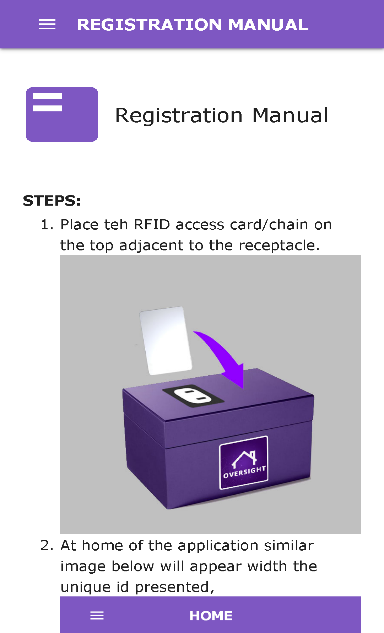 REGISTRATION MANUAL
Registration Manual
STEPS:
1. Place teh RFID access card/chain on
the top adjacent to the receptacle.
OVERSIGHT
2. At home of the application similar
image below will appear width the
unique id presented,
HOME